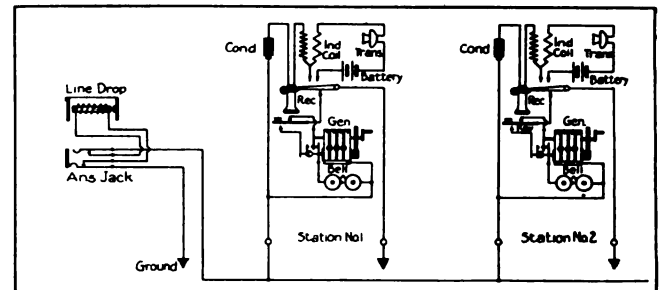 Line Drop
Ans Jack
Ground
Cond
Ind
Coil
Trans
Battery
Rec
Gen
Bell
Station No1
Cond
Ind
Coil
Trans
Battery
Rec
Gen
Bell
Station No2